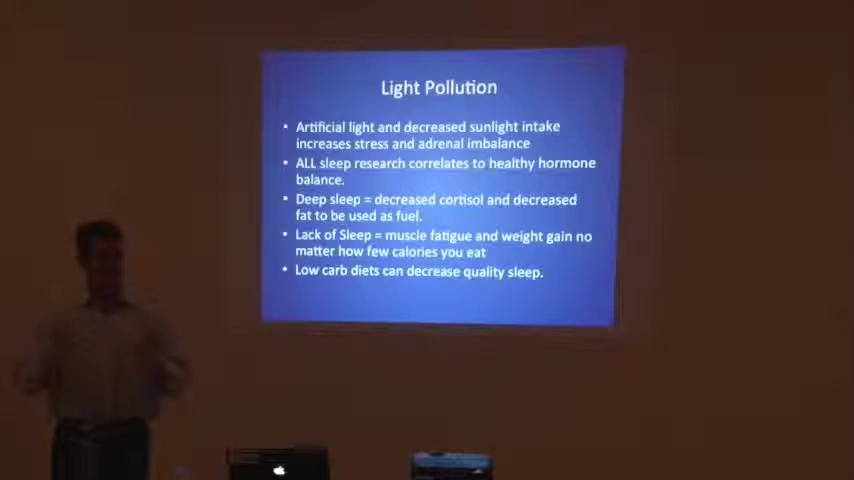 Light Pollution
• Artificial light and decreased sunlight intake
increases stress and adrenal imbalance
• ALL sleep research correlates to healthy hormone
balance.
• Deep sleep = decreased cortisol and decreased
fat to be used as fuel.
• Lack of Sleep = muscle fatigue and weight gain no
matter how few calories you eat
• Low carb diets can decrease quality sleep.